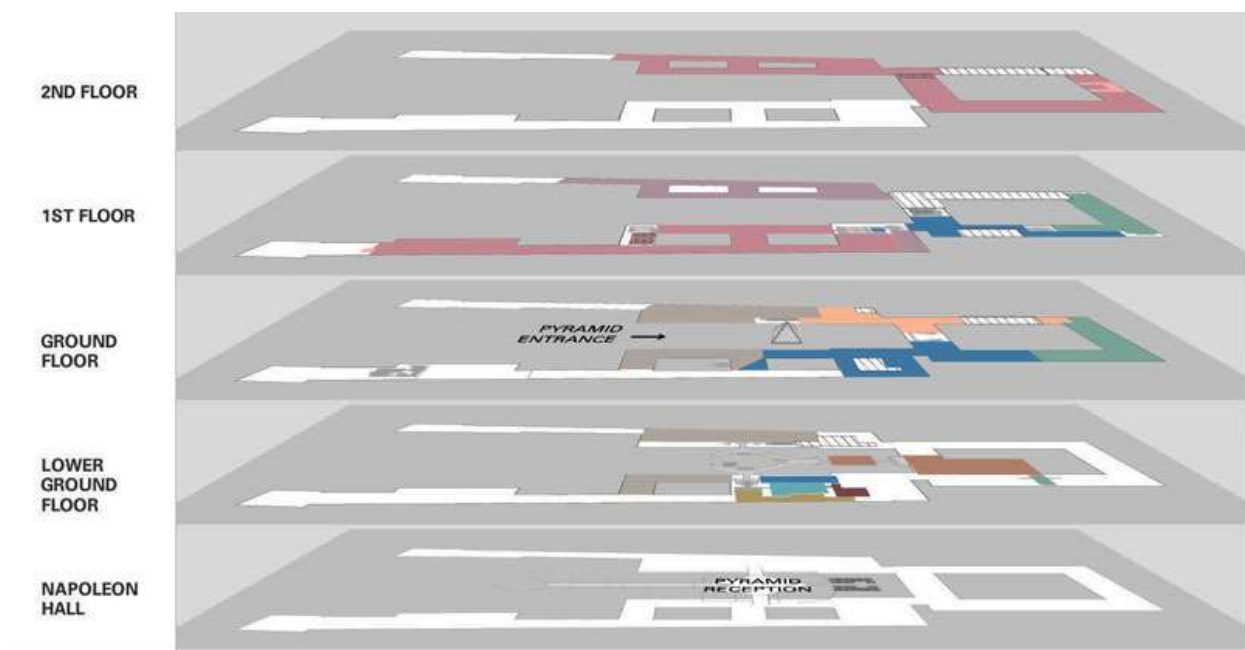 2ND FLOOR
1ST FLOOR
GROUND
FLOOR
PYRAMID
ENTRANCE
LOWER
GROUND
FLOOR
NAPOLEON
HALL
PYRAMID
RECEPTION